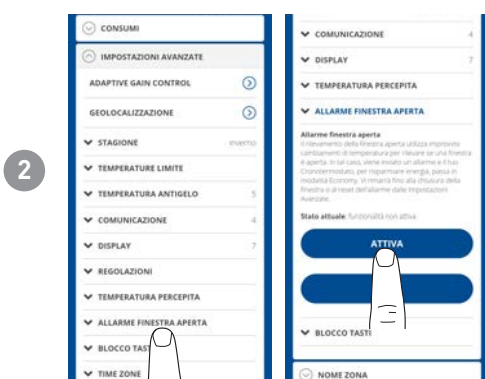 2
CONSUMI
IMPOSTAZIONI AVANZATE
ADAPTIVE GAIN CONTROL
GEOLOCALIZZAZIONE
STAGIONE inverno
TEMPERATURE LIMITE
TEMPERATURA ANTIGELO 5
COMUNICAZIONE 4
DISPLAY 7
REGOLAZIONI
TEMPERATURA PERCEPITA
ALLARME FINESTRA APERTA
BLOCCO TAST
TIME ZONE
COMUNICAZIONE 4
DISPLAY 7
TEMPERATURA PERCEPITA
ALLARME FINESTRA APERTA
Allarme finestra aperta
Il rilevamento della finestra aperta utilizza improvvisi
cambiamenti di temperatura per rilevare se una finestra
è aperta. In tal caso, viene inviato un allarme e il tuo
Cronotermostato, per risparmiare energia, passa in
modalità Economy. Vi rimarrà fino alla chiusura della
finestra o al reset dell'allarme dalle Impostazioni
Avanzate.
Stato attuale: funzionalità non attiva
ATTIVA
BLOCCO TASTI
NOME ZONA